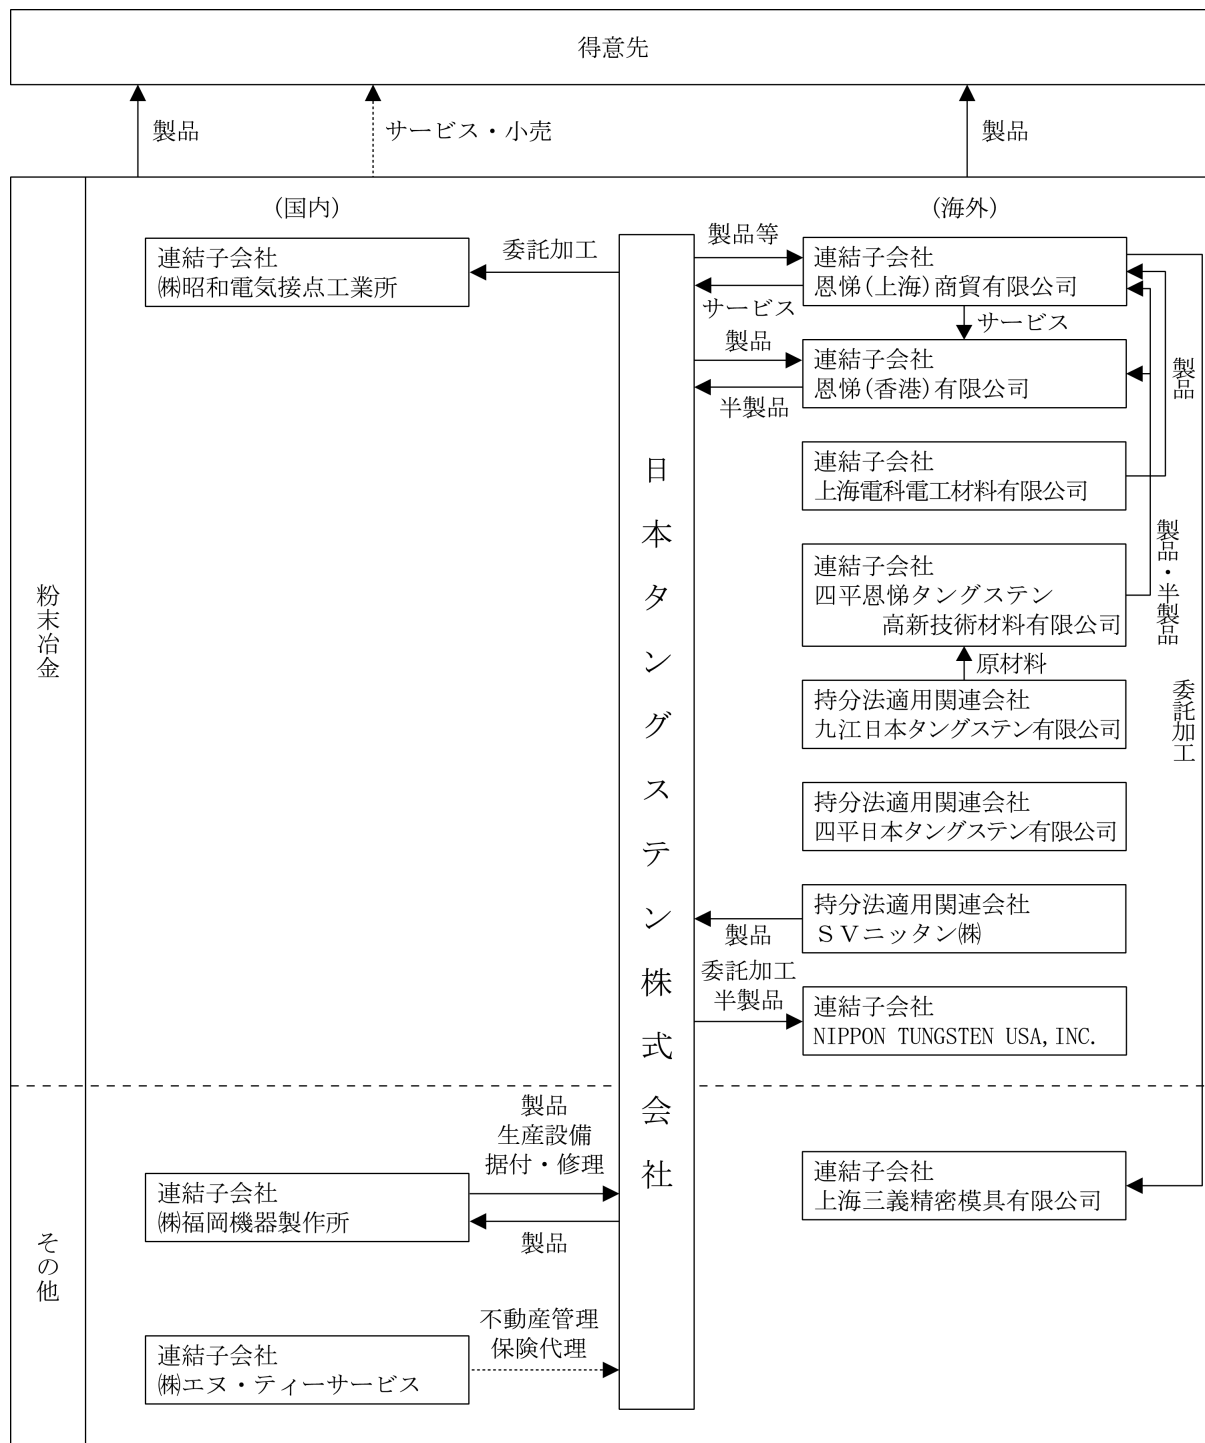 得意先
製品
サービス・小売
製品
(国内)
(海外)
粉末冶金
連結子会社
㈱昭和電気接点工業所
委託加工
日本タングステン株式会社
製品等
サービス
連結子会社
恩悌(上海)商貿有限公司
サービス
製品
半製品
連結子会社
恩悌(香港)有限公司
製品
連結子会社
上海電科電工材料有限公司
連結子会社
四平恩悌タングステン
高新技術材料有限公司
製品・半製品
原材料
持分法適用関連会社
九江日本タングステン有限公司
委託加工
持分法適用関連会社
四平日本タングステン有限公司
持分法適用関連会社
ＳＶニッタン㈱
製品
委託加工
半製品
連結子会社
NIPPON TUNGSTEN USA, INC.
その他
製品
生産設備
据付・修理
連結子会社
㈱福岡機器製作所
製品
連結子会社
上海三義精密模具有限公司
不動産管理
保険代理
連結子会社
㈱エヌ・ティーサービス